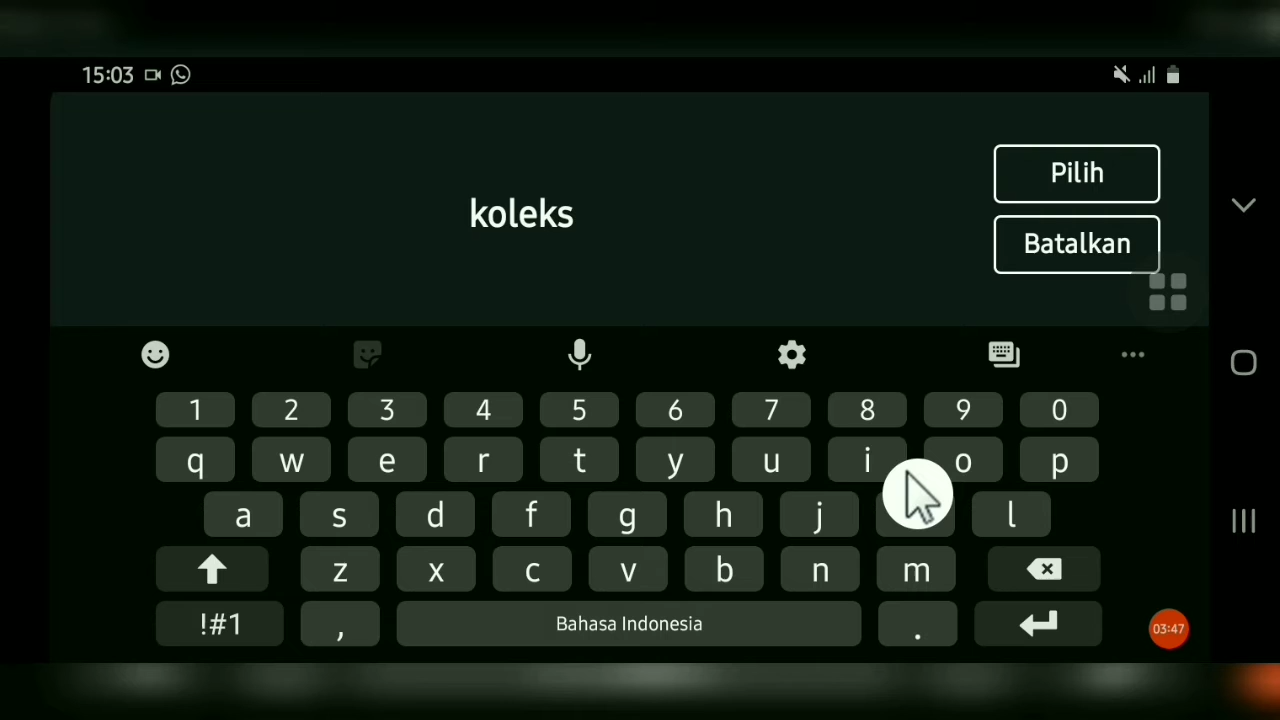 15:03
koleks
Pilih
Batalkan
1 2 3 4 5 6 7 8 9 0
q w e r t y u i o p
a s d f g h j l
z x c v b n m
!#1 , Bahasa Indonesia .
03:47